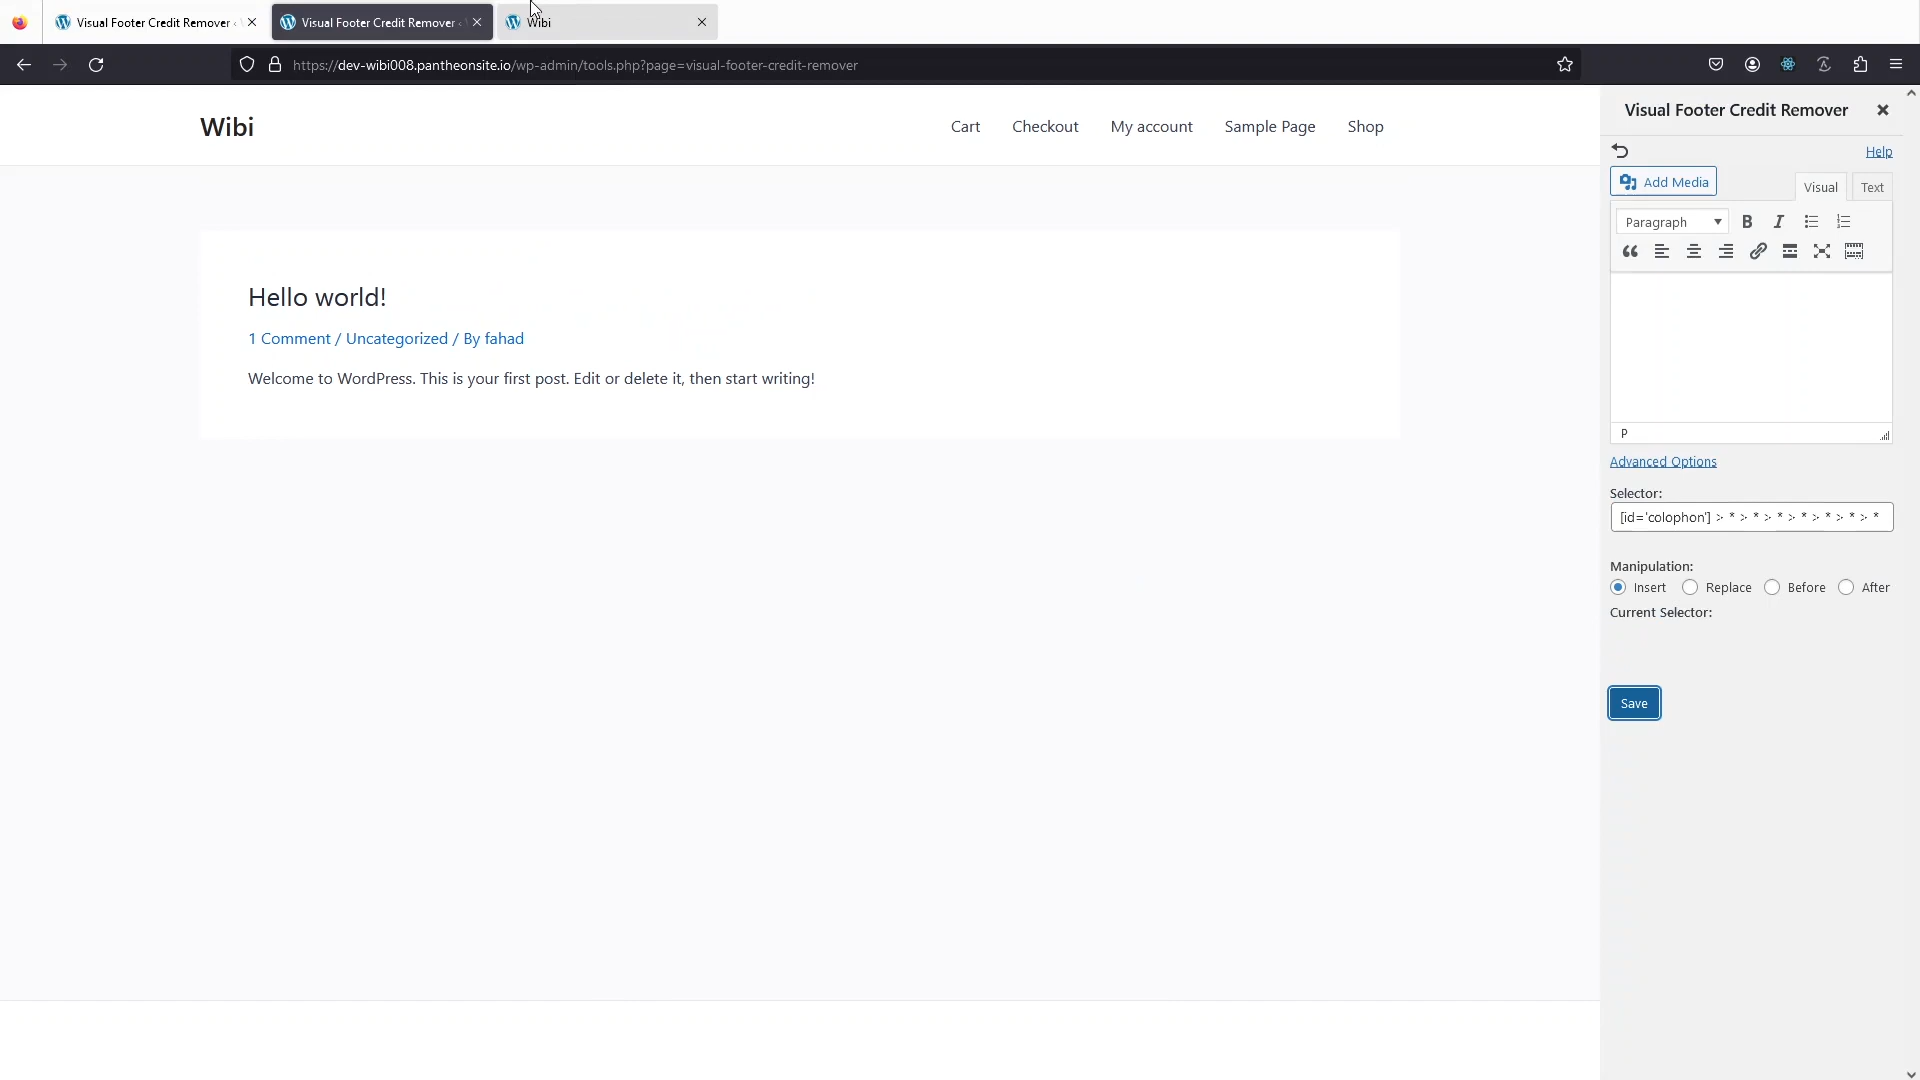 Visual Footer Credit Remover ‹
Visual Footer Credit Remover ‹
Wibi
https://dev-wibi008.pantheonsite.io/wp-admin/tools.php?page=visual-footer-credit-remover
Wibi
Cart
Checkout
My account
Sample Page
Shop
Hello world!
1 Comment / Uncategorized / By fahad
Welcome to WordPress. This is your first post. Edit or delete it, then start writing!
Visual Footer Credit Remover
Help
Add Media
Visual
Text
Paragraph
P
Advanced Options
Selector:
[id='colophon'] > * > * > * > * > * > * > *
Manipulation:
Insert
Replace
Before
After
Current Selector:
Save